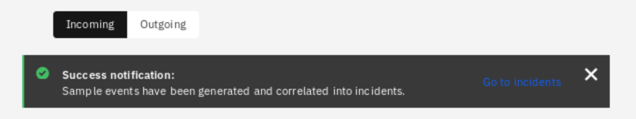 Incoming Outgoing
Success notification:
Go to incidents
Sample events have been generated and correlated into incidents.